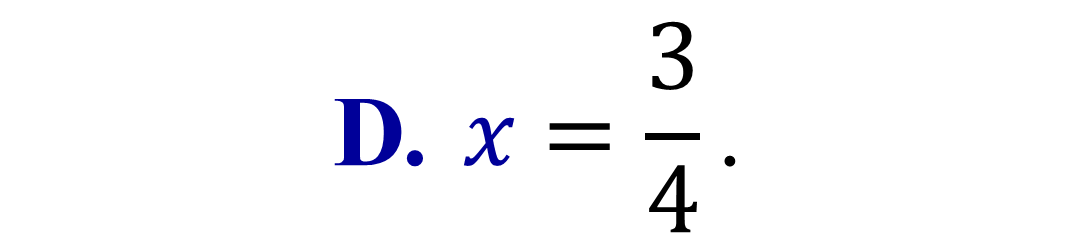 D. x = 3/4.